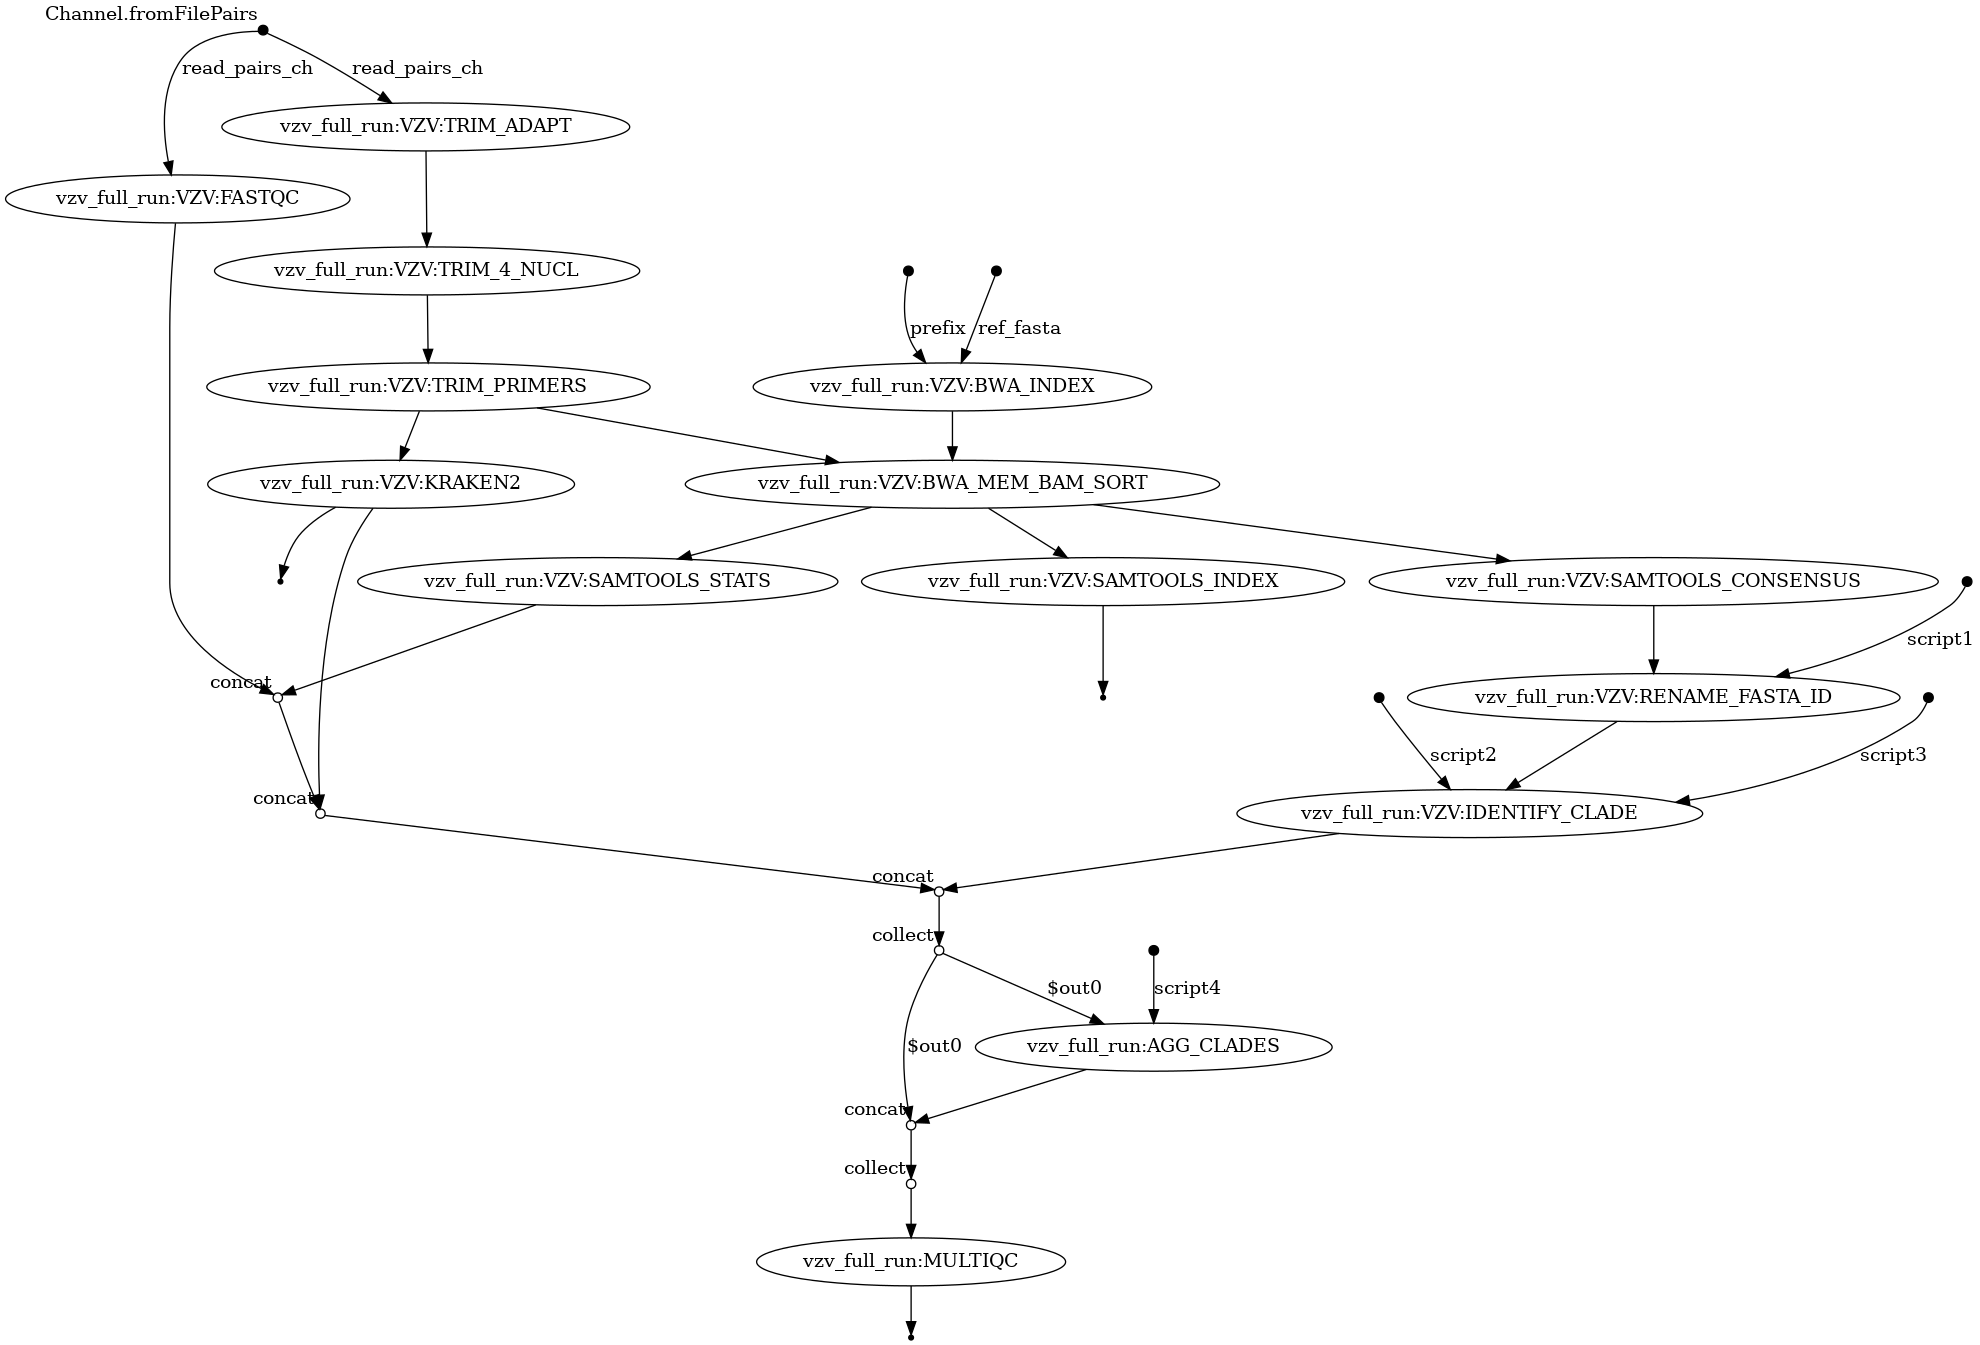 Channel.fromFilePairs
read_pairs_ch
read_pairs_ch
vzv_full_run:VZV:TRIM_ADAPT
vzv_full_run:VZV:FASTQC
vzv_full_run:VZV:TRIM_4_NUCL
prefix
ref_fasta
vzv_full_run:VZV:TRIM_PRIMERS
vzv_full_run:VZV:BWA_INDEX
vzv_full_run:VZV:KRAKEN2
vzv_full_run:VZV:BWA_MEM_BAM_SORT
vzv_full_run:VZV:SAMTOOLS_STATS
vzv_full_run:VZV:SAMTOOLS_INDEX
vzv_full_run:VZV:SAMTOOLS_CONSENSUS
script1
concat
vzv_full_run:VZV:RENAME_FASTA_ID
script2
script3
concat
vzv_full_run:VZV:IDENTIFY_CLADE
concat
collect
$out0
script4
$out0
vzv_full_run:AGG_CLADES
concat
collect
vzv_full_run:MULTIQC